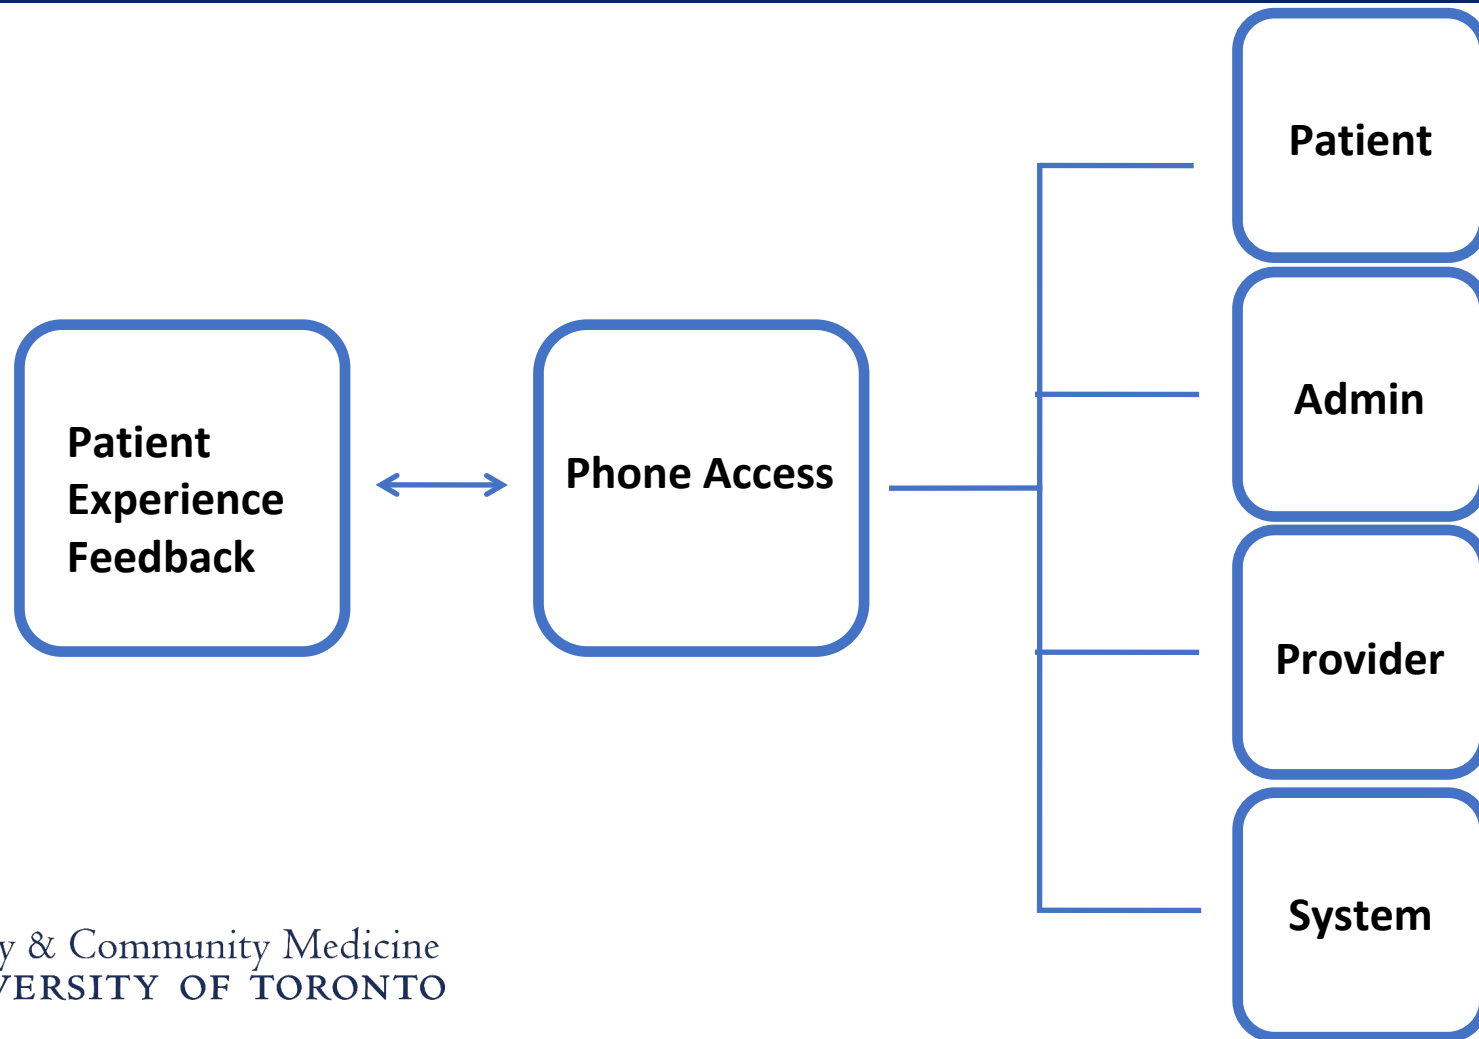 Patient
Admin
Patient
Experience
Feedback
Phone Access
Provider
System
& Community Medicine
OF TORONTO